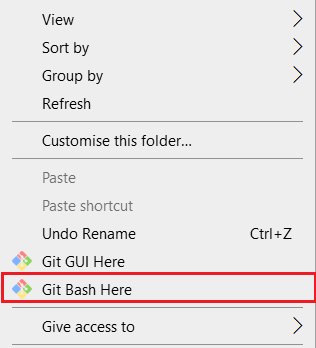 View
Sort by
Group by
Refresh
Customise this folder...
Paste
Paste shortcut
Undo Rename Ctrl+Z
Git GUI Here
Git Bash Here
Give access to